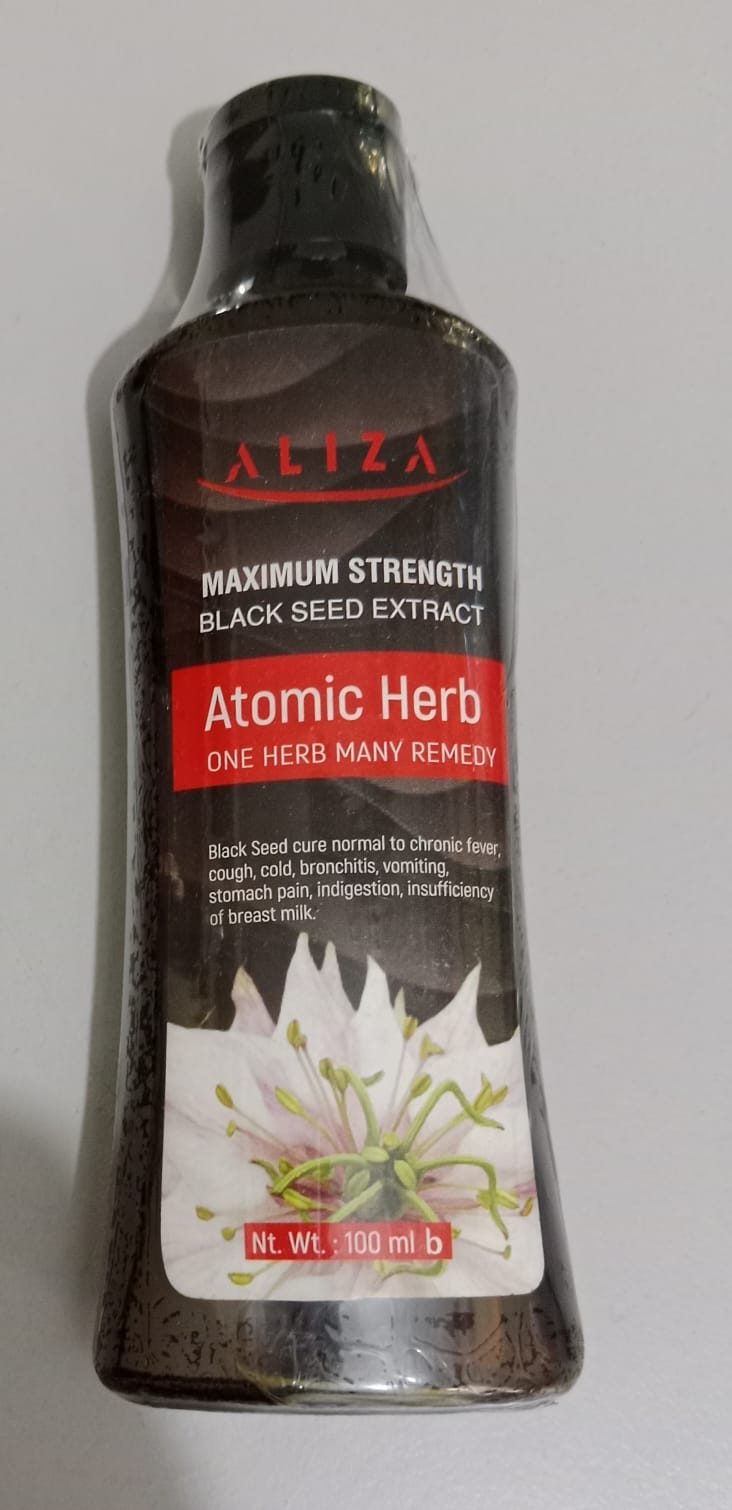 ALIZA
MAXIMUM STRENGTH
BLACK SEED EXTRACT
Atomic Herb
ONE HERB MANY REMEDY
Black Seed cure normal to chronic fever,
cough, cold, bronchitis, vomiting,
stomach pain, indigestion, insufficiency
of breast milk.
Nt. Wt. : 100 ml b